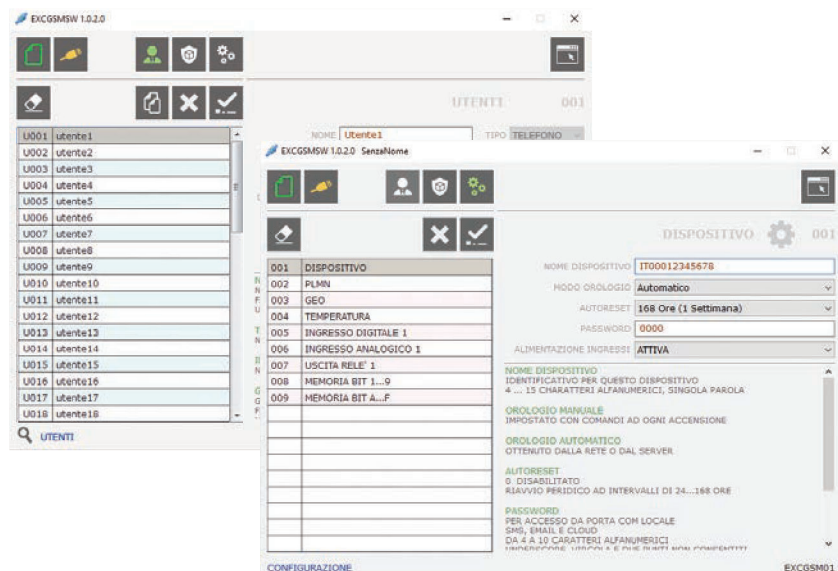 EXCGSMSW 1.0.2.0
UTENTI 001
NOME Utente1 TIPO TELEFONO
U001 utente1
U002 utente2
U003 utente3
U004 utente4
U005 utente5
U006 utente6
U007 utente7
U008 utente8
U009 utente9
U010 utente10
U011 utente11
U012 utente12
U013 utente13
U014 utente14
U015 utente15
U016 utente16
U017 utente17
U018 utente18
UTENTI
EXCGSMSW 1.0.2.0 SenzaNome
DISPOSITIVO 001
001 DISPOSITIVO
002 PLMN
003 GEO
004 TEMPERATURA
005 INGRESSO DIGITALE 1
006 INGRESSO ANALOGICO 1
007 USCITA RELE' 1
008 MEMORIA BIT 1...9
009 MEMORIA BIT A...F
NOME DISPOSITIVO IT00012345678
MODO OROLOGIO Automatico
AUTORESET 168 Ore (1 Settimana)
PASSWORD 0000
ALIMENTAZIONE INGRESSI ATTIVA
NOME DISPOSITIVO
IDENTIFICATIVO PER QUESTO DISPOSITIVO
4 ... 15 CHARATTERI ALFANUMERICI, SINGOLA PAROLA
OROLOGIO MANUALE
IMPOSTATO CON COMANDI AD OGNI ACCENSIONE
OROLOGIO AUTOMATICO
OTTENUTO DALLA RETE O DAL SERVER
AUTORESET
0 DISABILITATO
RIAVVIO PERIDICO AD INTERVALLI DI 24...168 ORE
PASSWORD
PER ACCESSO DA PORTA COM LOCALE
SMS, EMAIL E CLOUD
DA 4 A 10 CARATTERI ALFANUMERICI
UNDERSCORE, VIRGOLA E DUE PUNTI NON CONSENTITI
CONFIGURAZIONE
EXCGSM01